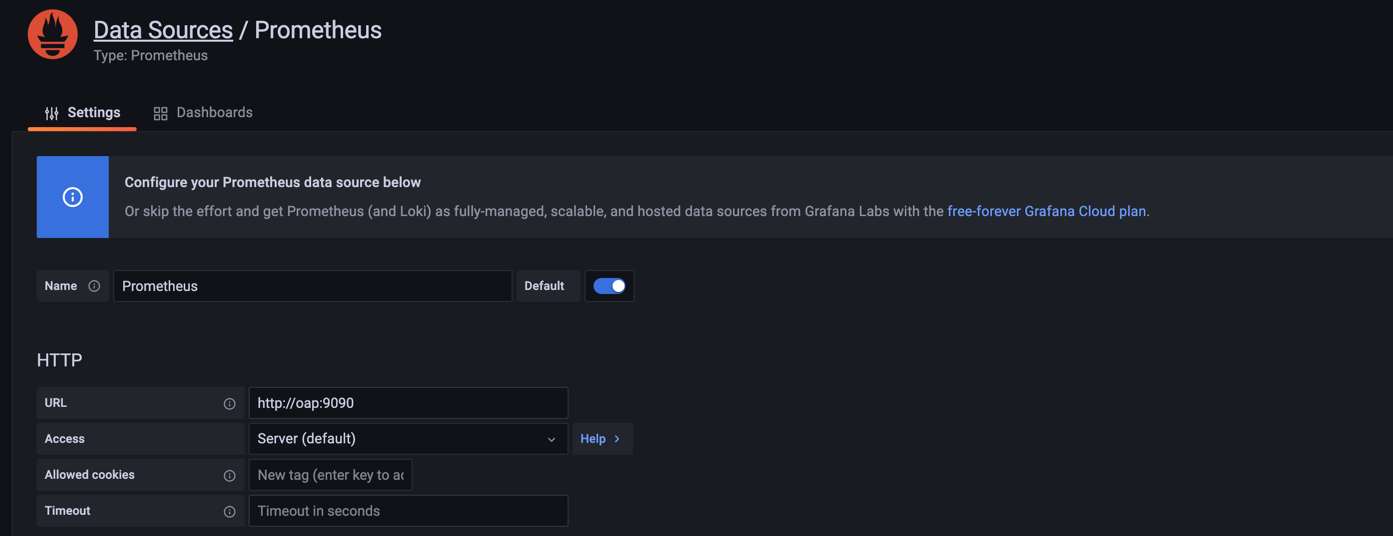 Data Sources / Prometheus
Type: Prometheus
Settings Dashboards
Configure your Prometheus data source below
Or skip the effort and get Prometheus (and Loki) as fully-managed, scalable, and hosted data sources from Grafana Labs with the free-forever Grafana Cloud plan.
Name Prometheus Default
HTTP
URL http://oap:9090
Access Server (default) Help >
Allowed cookies New tag (enter key to ac
Timeout Timeout in seconds